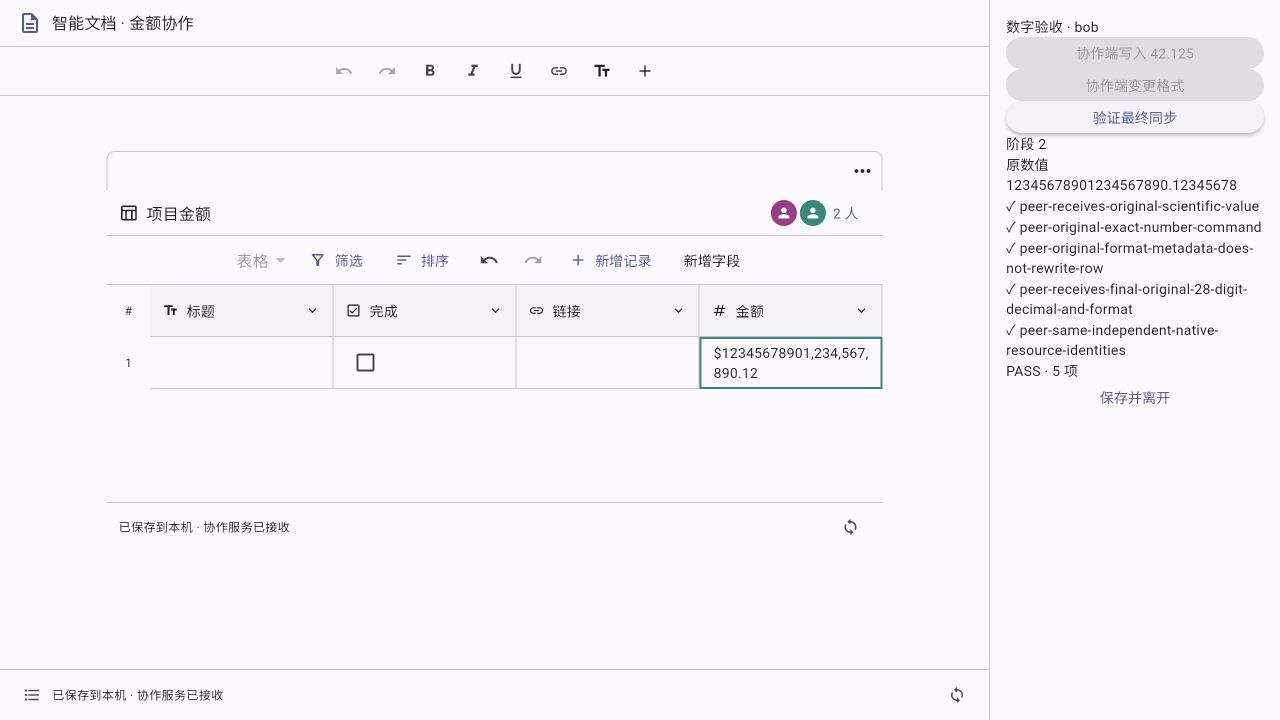 智能文档 · 金额协作
项目金额
2 人
表格
筛选
排序
新增记录
新增字段
#
标题
完成
链接
金额
1
$12345678901,234,567,
890.12
已保存到本机 · 协作服务已接收
已保存到本机 · 协作服务已接收
数字验收 · bob
协作端写入 42.125
协作端变更格式
验证最终同步
阶段 2
原数值
12345678901234567890.12345678
✓ peer-receives-original-scientific-value
✓ peer-original-exact-number-command
✓ peer-original-format-metadata-does-
not-rewrite-row
✓ peer-receives-final-original-28-digit-
decimal-and-format
✓ peer-same-independent-native-
resource-identities
PASS · 5 项
保存并离开